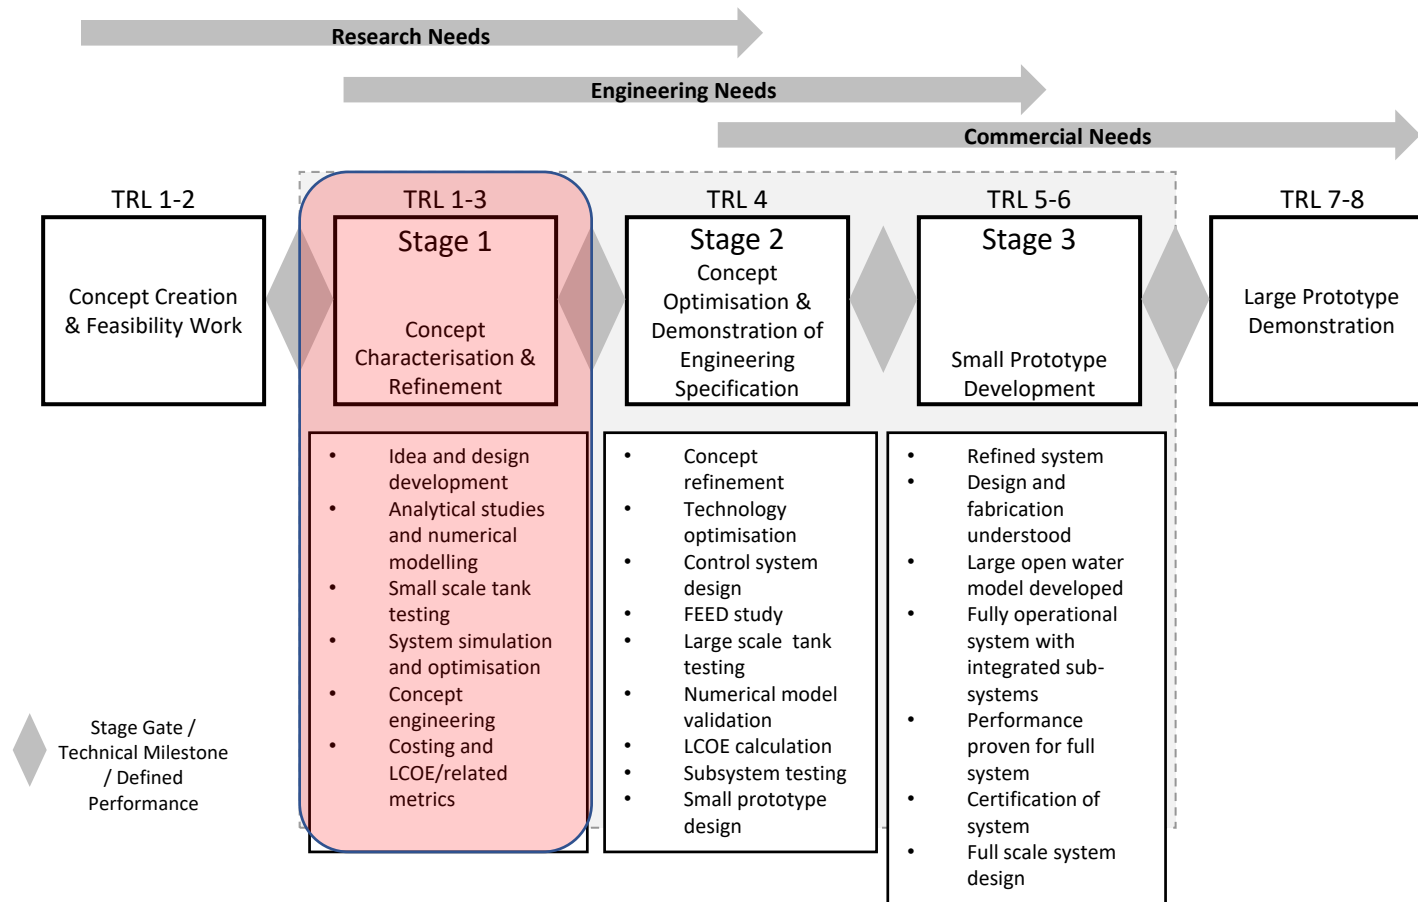 Research Needs
Engineering Needs
Commercial Needs
TRL 1-2
Concept Creation
& Feasibility Work
TRL 1-3
Stage 1
Concept
Characterisation &
Refinement
TRL 4
Stage 2
Concept
Optimisation &
Demonstration of
Engineering
Specification
TRL 5-6
Stage 3
Small Prototype
Development
TRL 7-8
Large Prototype
Demonstration
• Idea and design
development
• Analytical studies
and numerical
modelling
• Small scale tank
testing
• System simulation
and optimisation
• Concept
engineering
• Costing and
LCOE/related
metrics
• Concept
refinement
• Technology
optimisation
• Control system
design
• FEED study
• Large scale tank
testing
• Numerical model
validation
• LCOE calculation
• Subsystem testing
• Small prototype
design
• Refined system
• Design and
fabrication
understood
• Large open water
model developed
• Fully operational
system with
integrated sub-
systems
• Performance
proven for full
system
• Certification of
system
• Full scale system
design
Stage Gate /
Technical Milestone
/ Defined
Performance